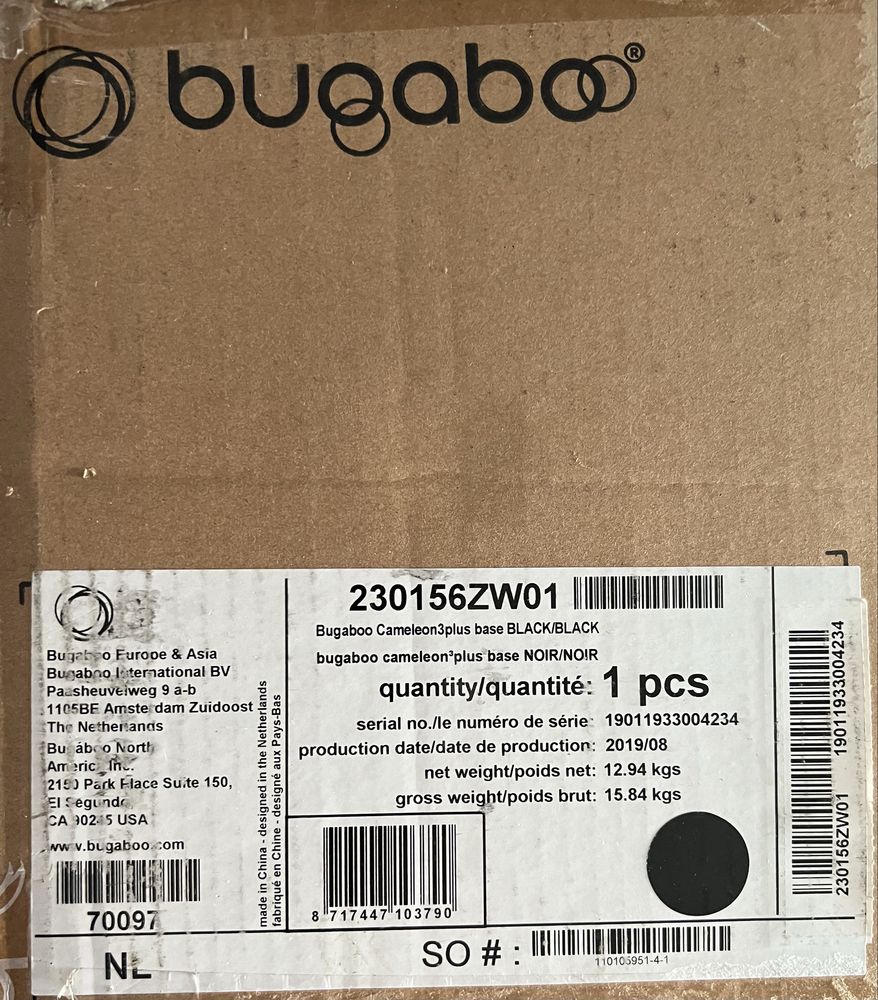 bugaboo®
230156ZW01
Bugaboo Cameleon3plus base BLACK/BLACK
bugaboo cameleon³plus base NOIR/NOIR
quantity/quantité: 1 pcs
serial no./le numéro de série: 19011933004234
production date/date de production: 2019/08
net weight/poids net: 12.94 kgs
gross weight/poids brut: 15.84 kgs
Bugaboo Europe & Asia
Bugaboo International BV
Paasheuvelweg 9 a-b
1105BE Amsterdam Zuidoost
The Netherlands
Bugaboo North
America Inc.
2150 Park Place Suite 150,
El Segundo
CA 90245 USA
www.bugaboo.com
70097
NL
made in China - designed in the Netherlands
fabriqué en Chine - designé aux Pays-Bas
8 717447 103790
SO # :
110105951-4-1
230156ZW01 19011933004234